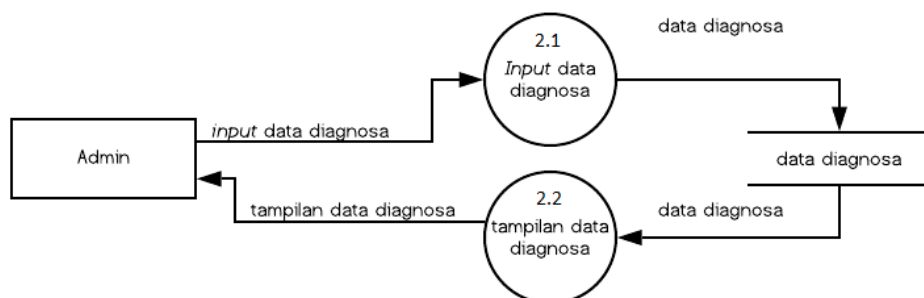 2.1
Input data
diagnosa
data diagnosa
input data diagnosa
Admin
data diagnosa
tampilan data diagnosa
2.2
tampilan data
diagnosa
data diagnosa